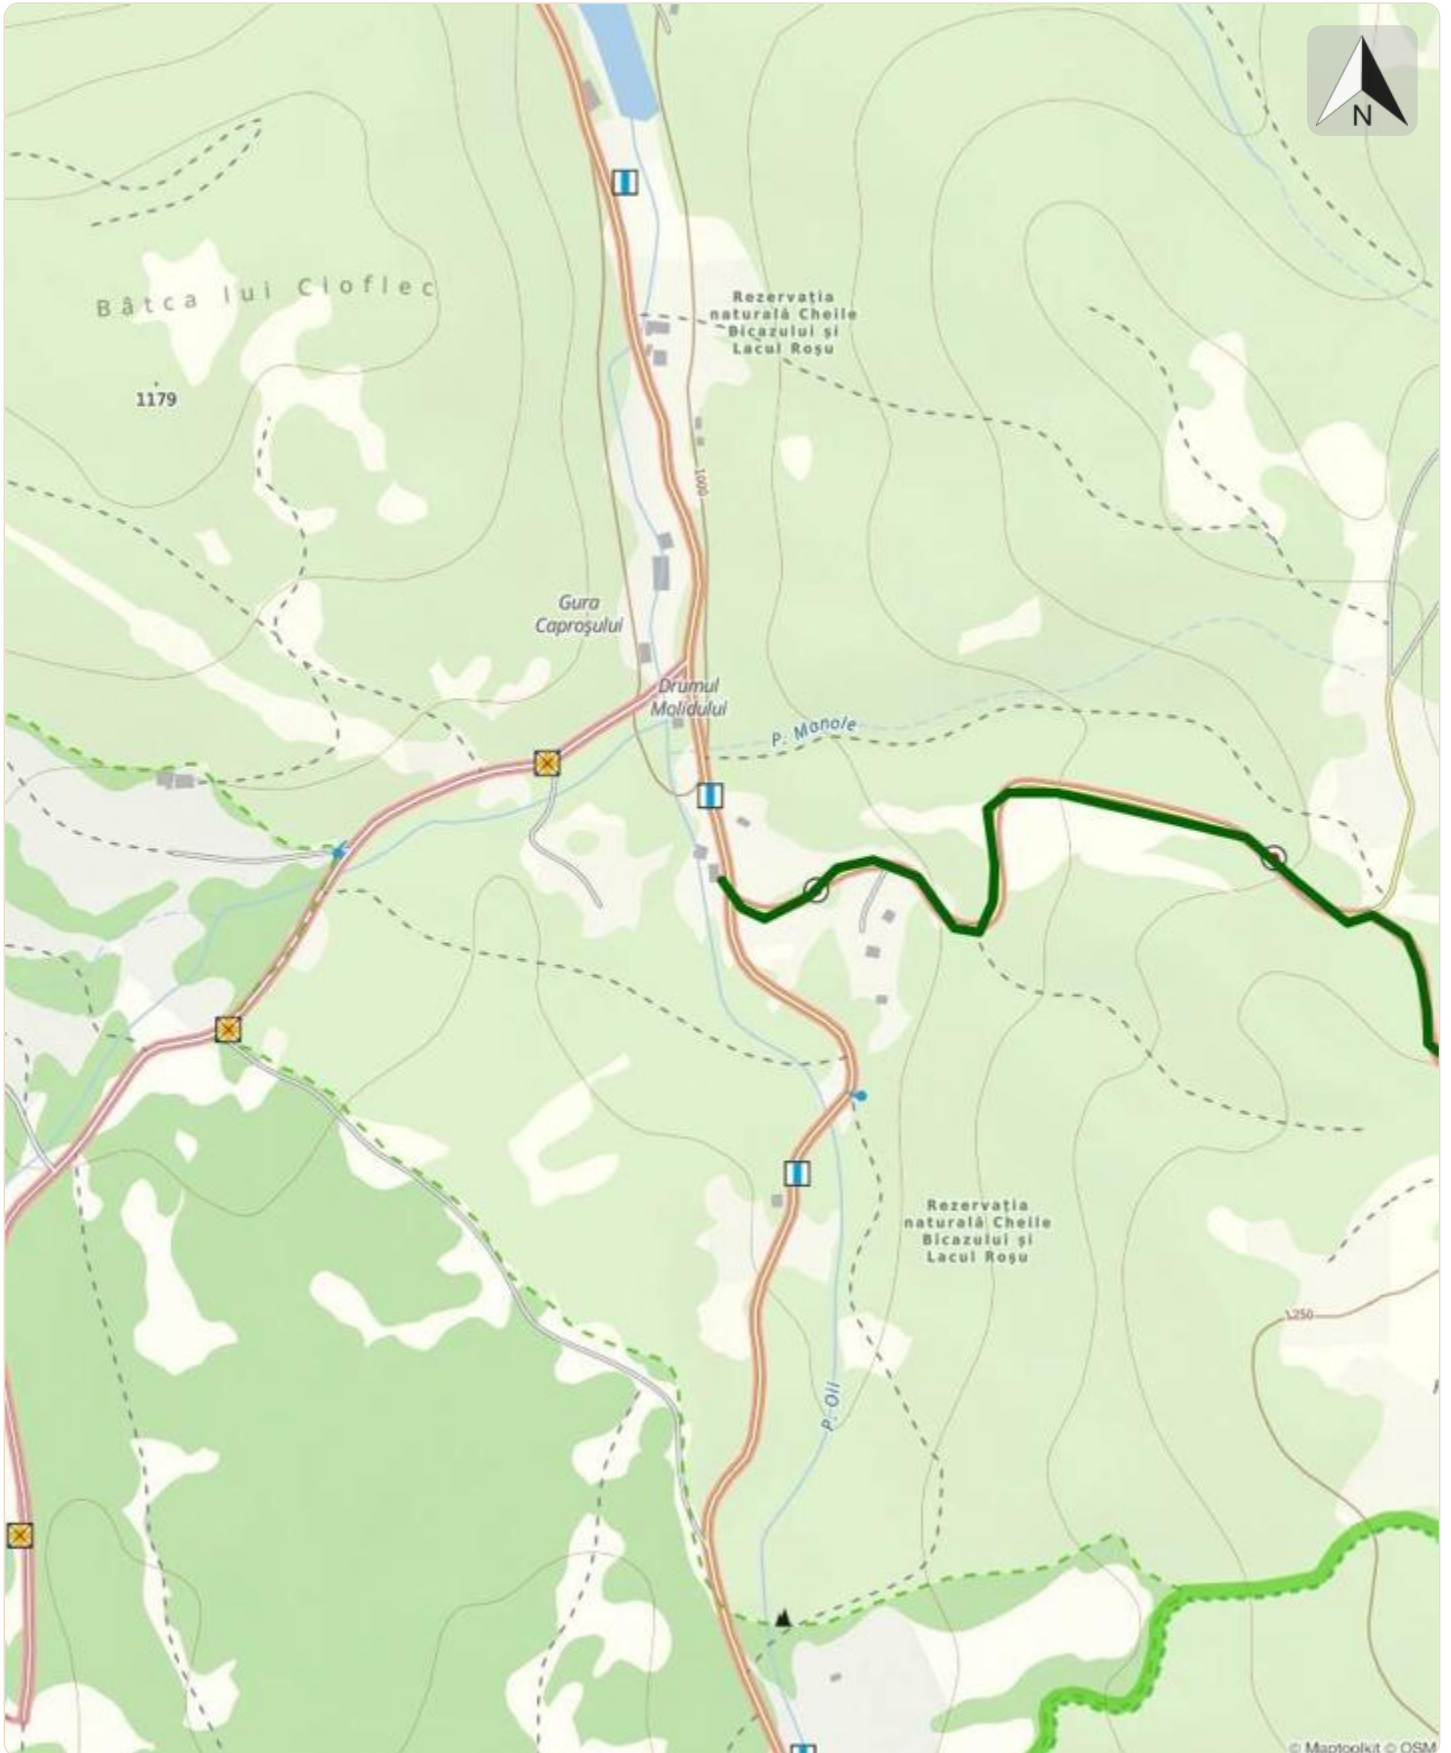 N
Bâtca lui Cioflec
Rezervația
naturală Cheile
Bicazului și
Lacul Roșu
1179
1000
Gura
Caproșului
Drumul
Molidului
P. Manole
Rezervația
naturală Cheile
Bicazului și
Lacul Roșu
1250
P. Oli
© Maptoolkit © OSM